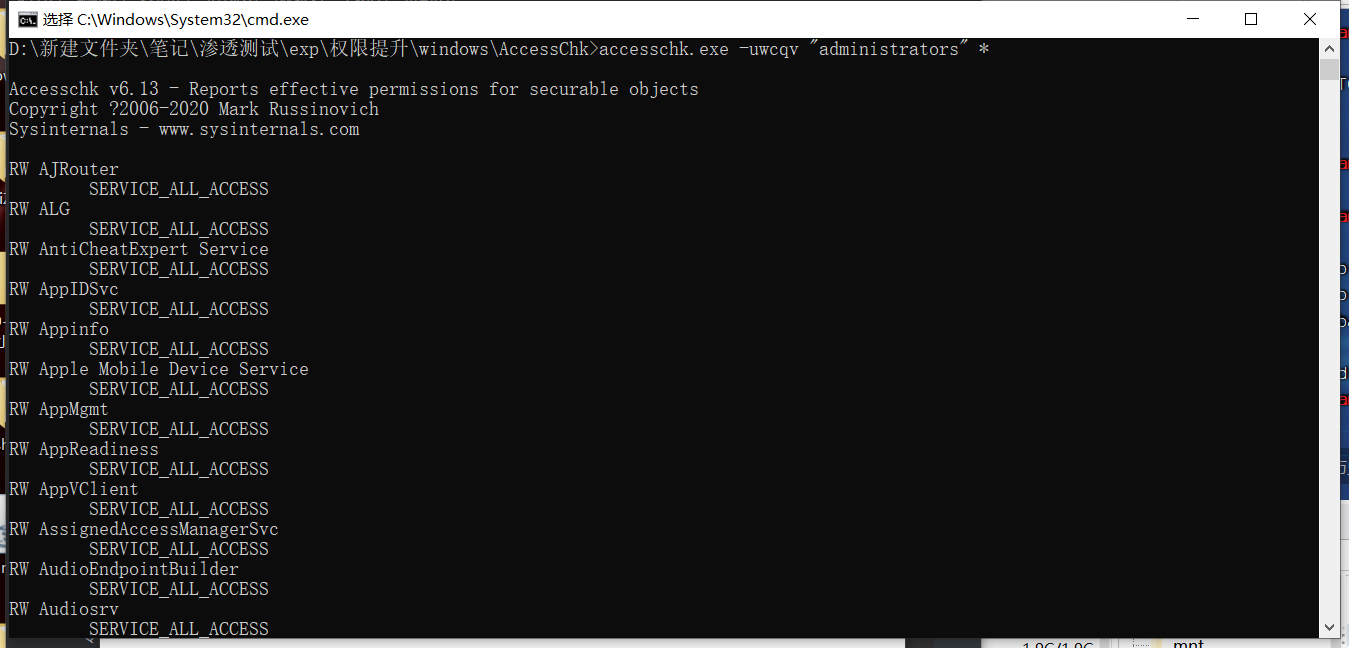 选择 C:\Windows\System32\cmd.exe
D:\新建文件夹\笔记\渗透测试\exp\权限提升\windows\AccessChk>accesschk.exe -uwcqv "administrators" *
Accesschk v6.13 - Reports effective permissions for securable objects
Copyright ?2006-2020 Mark Russinovich
Sysinternals - www.sysinternals.com
RW AJRouter
SERVICE_ALL_ACCESS
RW ALG
SERVICE_ALL_ACCESS
RW AntiCheatExpert Service
SERVICE_ALL_ACCESS
RW AppIDSvc
SERVICE_ALL_ACCESS
RW Appinfo
SERVICE_ALL_ACCESS
RW Apple Mobile Device Service
SERVICE_ALL_ACCESS
RW AppMgmt
SERVICE_ALL_ACCESS
RW AppReadiness
SERVICE_ALL_ACCESS
RW AppVClient
SERVICE_ALL_ACCESS
RW AssignedAccessManagerSvc
SERVICE_ALL_ACCESS
RW AudioEndpointBuilder
SERVICE_ALL_ACCESS
RW Audiosrv
SERVICE_ALL_ACCESS